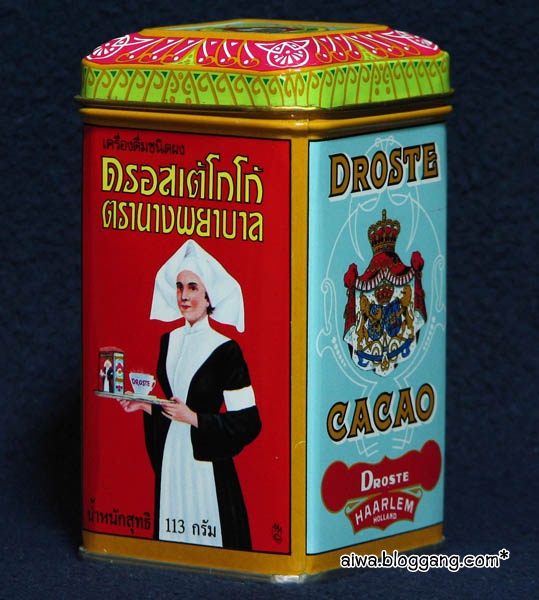 เครื่องดื่มชนิดผง
ดรอสเต้โกโก้
ตรานางพยาบาล
DROSTE
น้ำหนักสุทธิ 113 กรัม
DROSTE
CACAO
DROSTE
HAARLEM
HOLLAND
aiwa.bloggang.com*